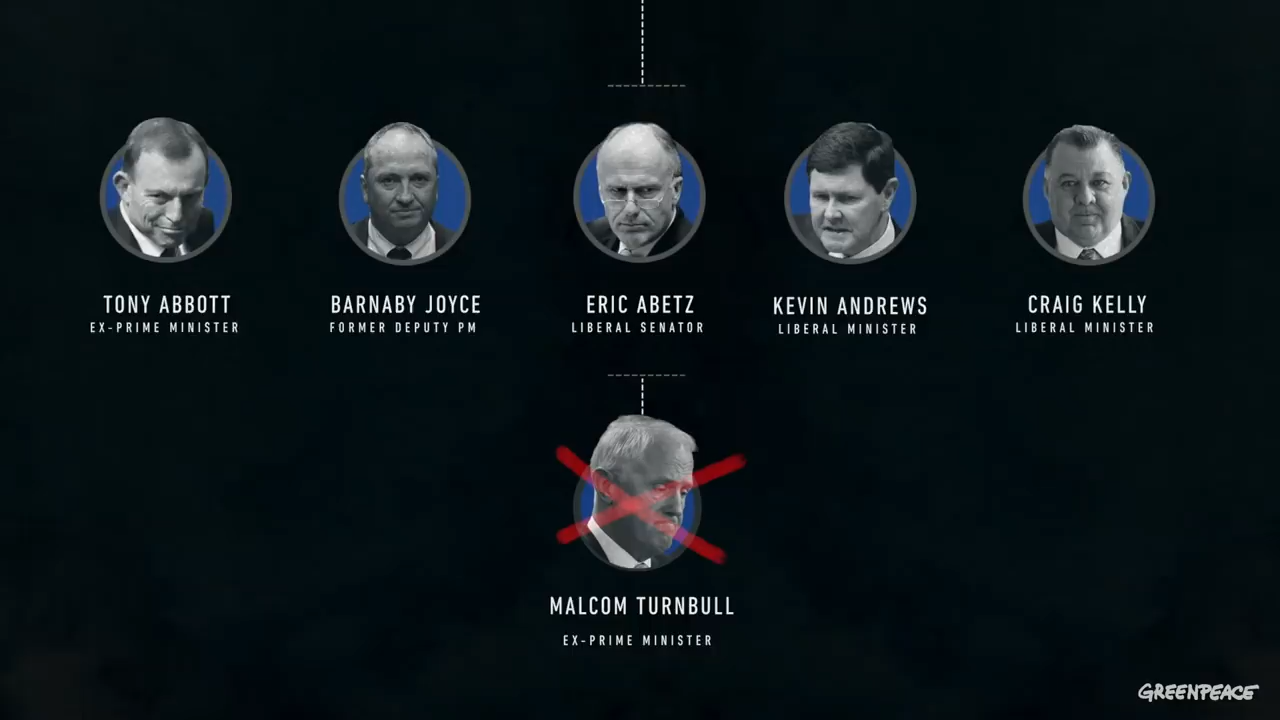 TONY ABBOTT
EX-PRIME MINISTER
BARNABY JOYCE
FORMER DEPUTY PM
ERIC ABETZ
LIBERAL SENATOR
KEVIN ANDREWS
LIBERAL MINISTER
CRAIG KELLY
LIBERAL MINISTER
MALCOM TURNBULL
EX-PRIME MINISTER
GREENPEACE